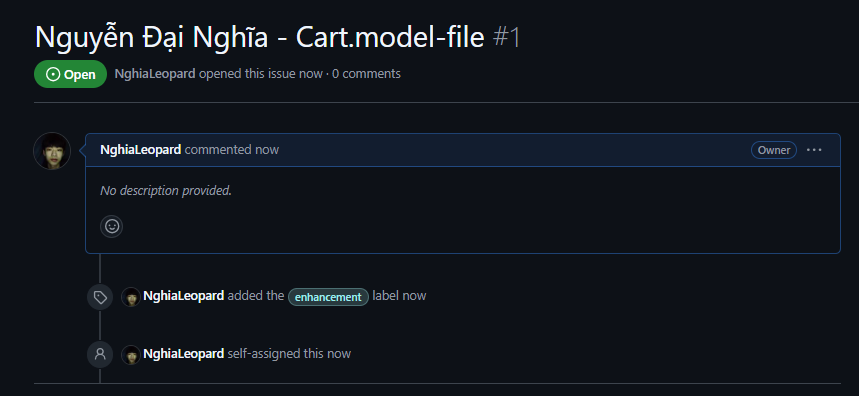 Nguyễn Đại Nghĩa - Cart.model-file #1
Open NghiaLeopard opened this issue now · 0 comments
NghiaLeopard commented now Owner ···
No description provided.
NghiaLeopard added the enhancement label now
NghiaLeopard self-assigned this now